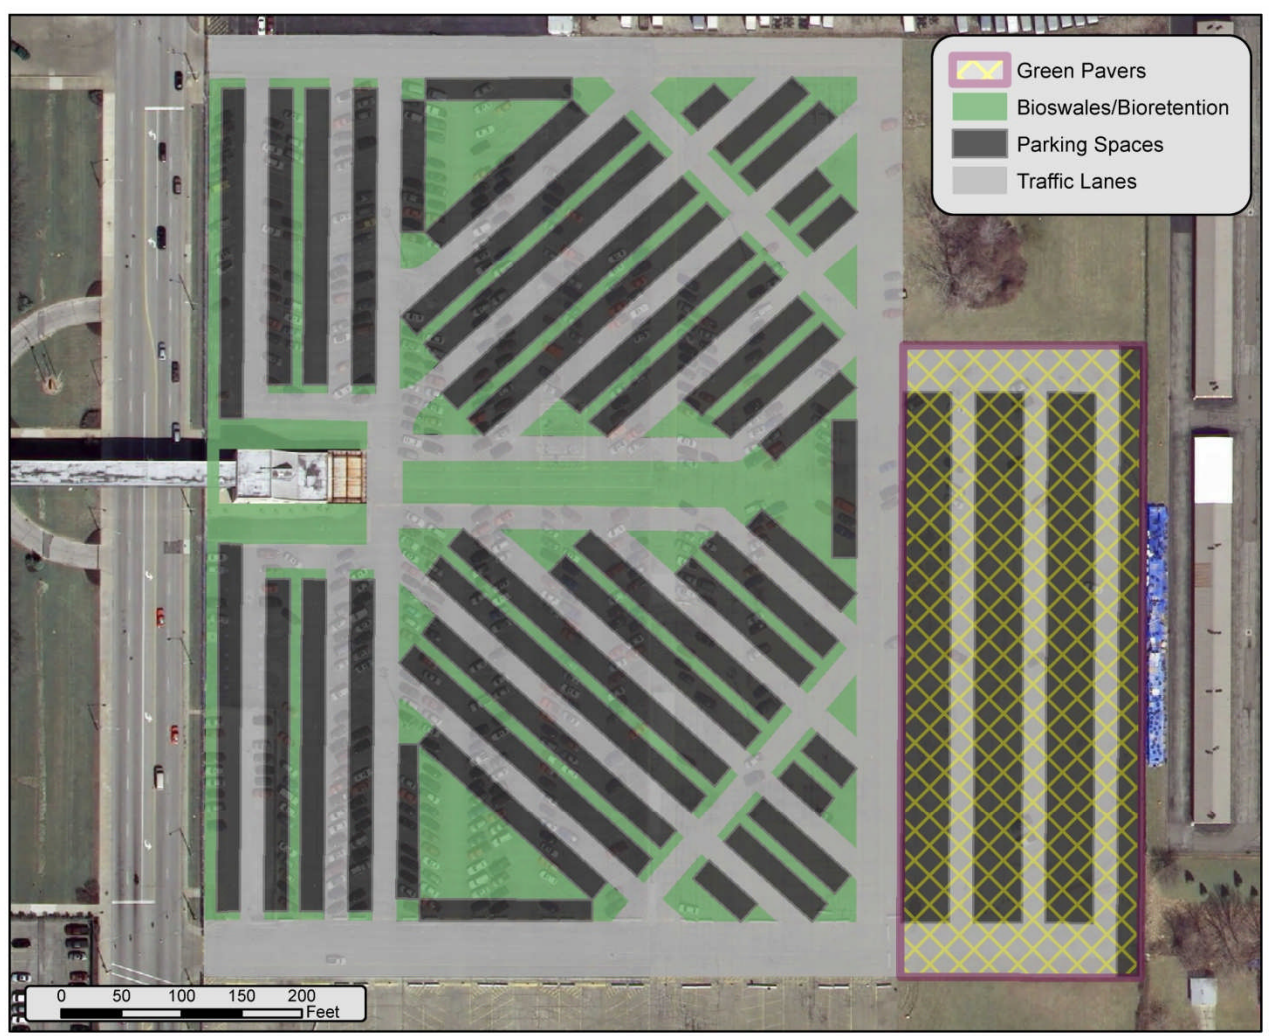 Green Pavers
Bioswales/Bioretention
Parking Spaces
Traffic Lanes
0 50 100 150 200
Feet